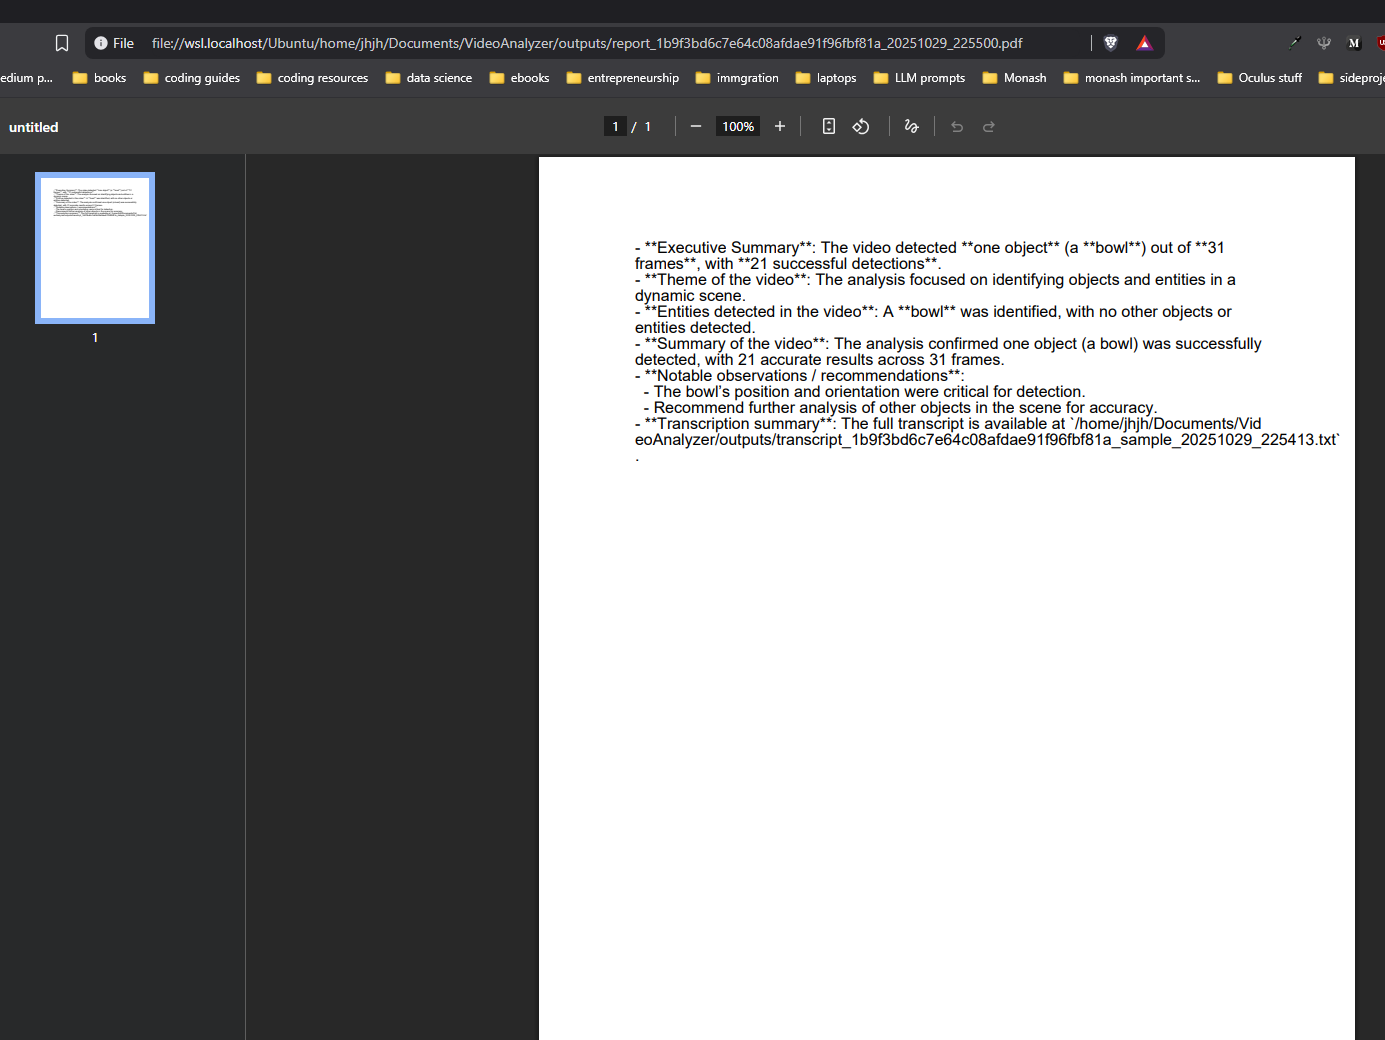 File file://wsl.localhost/Ubuntu/home/jhjh/Documents/VideoAnalyzer/outputs/report_1b9f3bd6c7e64c08afdae91f96fbf81a_20251029_225500.pdf M
edium p... books coding guides coding resources data science ebooks entrepreneurship immgration laptops LLM prompts Monash monash important s... Oculus stuff sideproje
untitled 1 / 1 — 100% +
- **Executive Summary**: The video detected **one object** (a **bowl**) out of **31
frames**, with **21 successful detections**.
- **Theme of the video**: The analysis focused on identifying objects and entities in a
dynamic scene.
- **Entities detected in the video**: A **bowl** was identified, with no other objects or
entities detected.
- **Summary of the video**: The analysis confirmed one object (a bowl) was successfully
detected, with 21 accurate results across 31 frames.
- **Notable observations / recommendations**:
- The bowl's position and orientation were critical for detection.
- Recommend further analysis of other objects in the scene for accuracy.
- **Transcription summary**: The full transcript is available at `/home/jhjh/Documents/Vid
eoAnalyzer/outputs/transcript_1b9f3bd6c7e64c08afdae91f96fbf81a_sample_20251029_225413.txt`
.
1